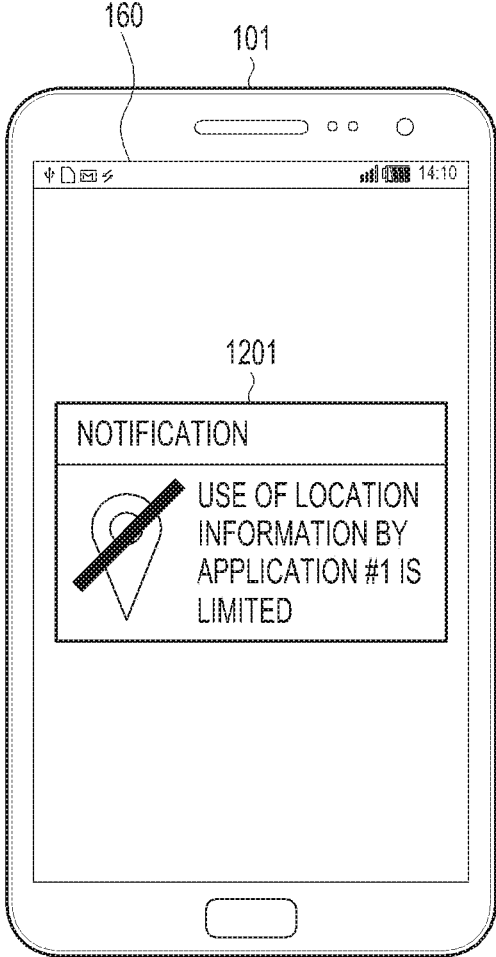 160
101
14:10
1201
NOTIFICATION
USE OF LOCATION
INFORMATION BY
APPLICATION #1 IS
LIMITED